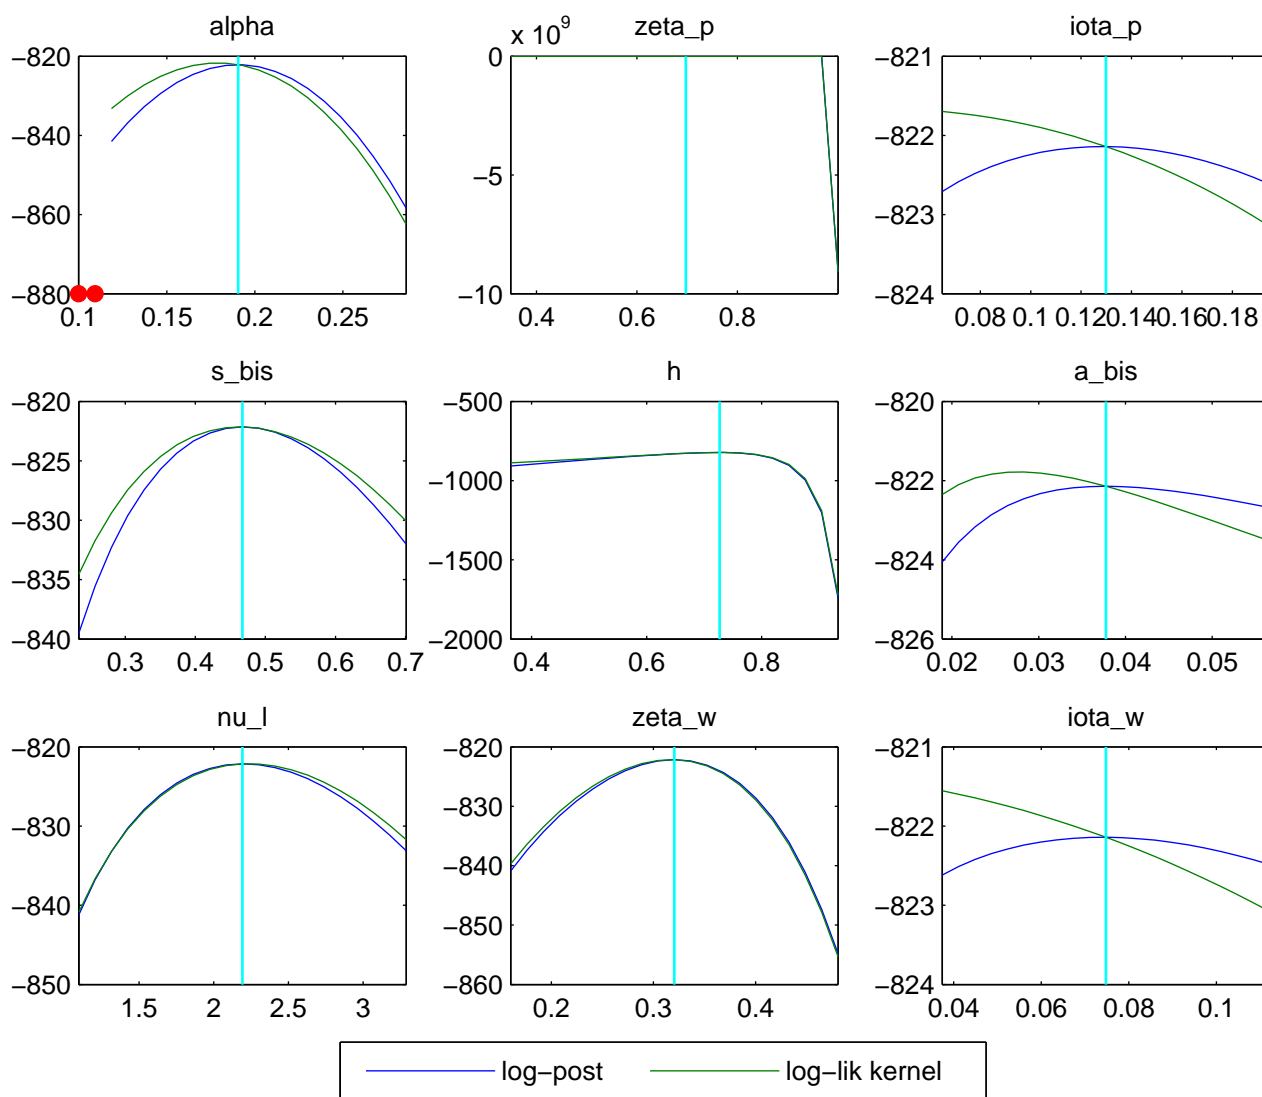 alpha
−820
−840
−860
−880
0.1 0.15 0.2 0.25
zeta_p
x 10^9
0
−5
−10
0.4 0.6 0.8
iota_p
−821
−822
−823
−824
0.08 0.1 0.12 0.14 0.16 0.18
s_bis
−820
−825
−830
−835
−840
0.3 0.4 0.5 0.6 0.7
h
−500
−1000
−1500
−2000
0.4 0.6 0.8
a_bis
−820
−822
−824
−826
0.02 0.03 0.04 0.05
nu_l
−820
−830
−840
−850
1.5 2 2.5 3
zeta_w
−820
−830
−840
−850
−860
0.2 0.3 0.4
iota_w
−821
−822
−823
−824
0.04 0.06 0.08 0.1
log−post log−lik kernel